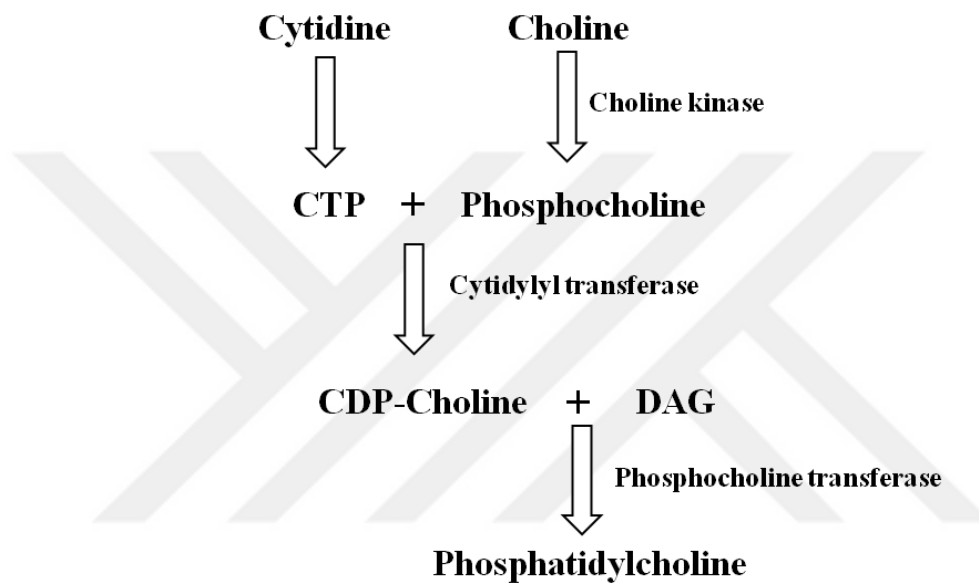 Cytidine Choline
Choline kinase
CTP + Phosphocholine
Cytidylyl transferase
CDP-Choline + DAG
Phosphocholine transferase
Phosphatidylcholine